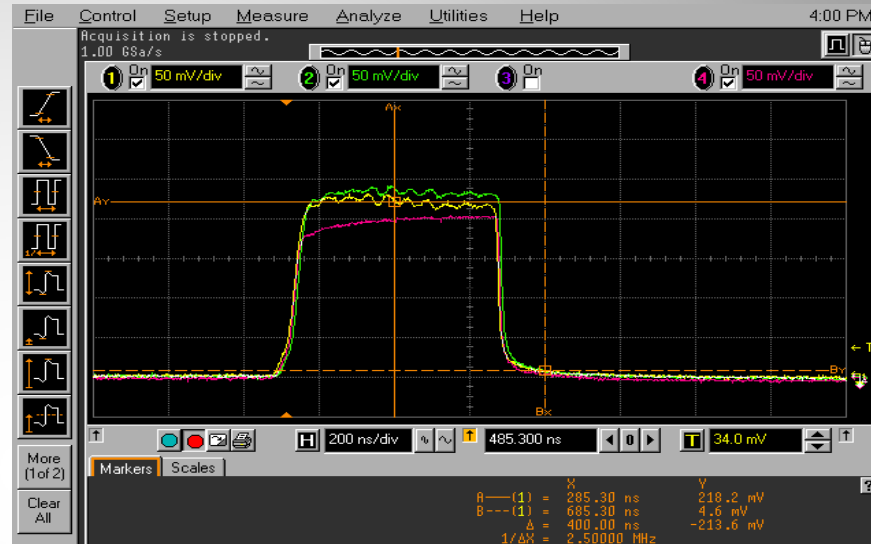 File Control Setup Measure Analyze Utilities Help 4:00 PM
Acquisition is stopped.
1.00 GSa/s
1 On 50 mV/div 2 On 50 mV/div 3 On 4 On 50 mV/div
Ax
Ay
T
By
Bx
H 200 ns/div 485.300 ns 0 T 34.0 mV
More
(1of 2)
Clear
All
Markers Scales
X Y
A——(1) = 285.30 ns 218.2 mV
B---(1) = 685.30 ns 4.6 mV
Δ = 400.00 ns -213.6 mV
1/ΔX = 2.50000 MHz
?